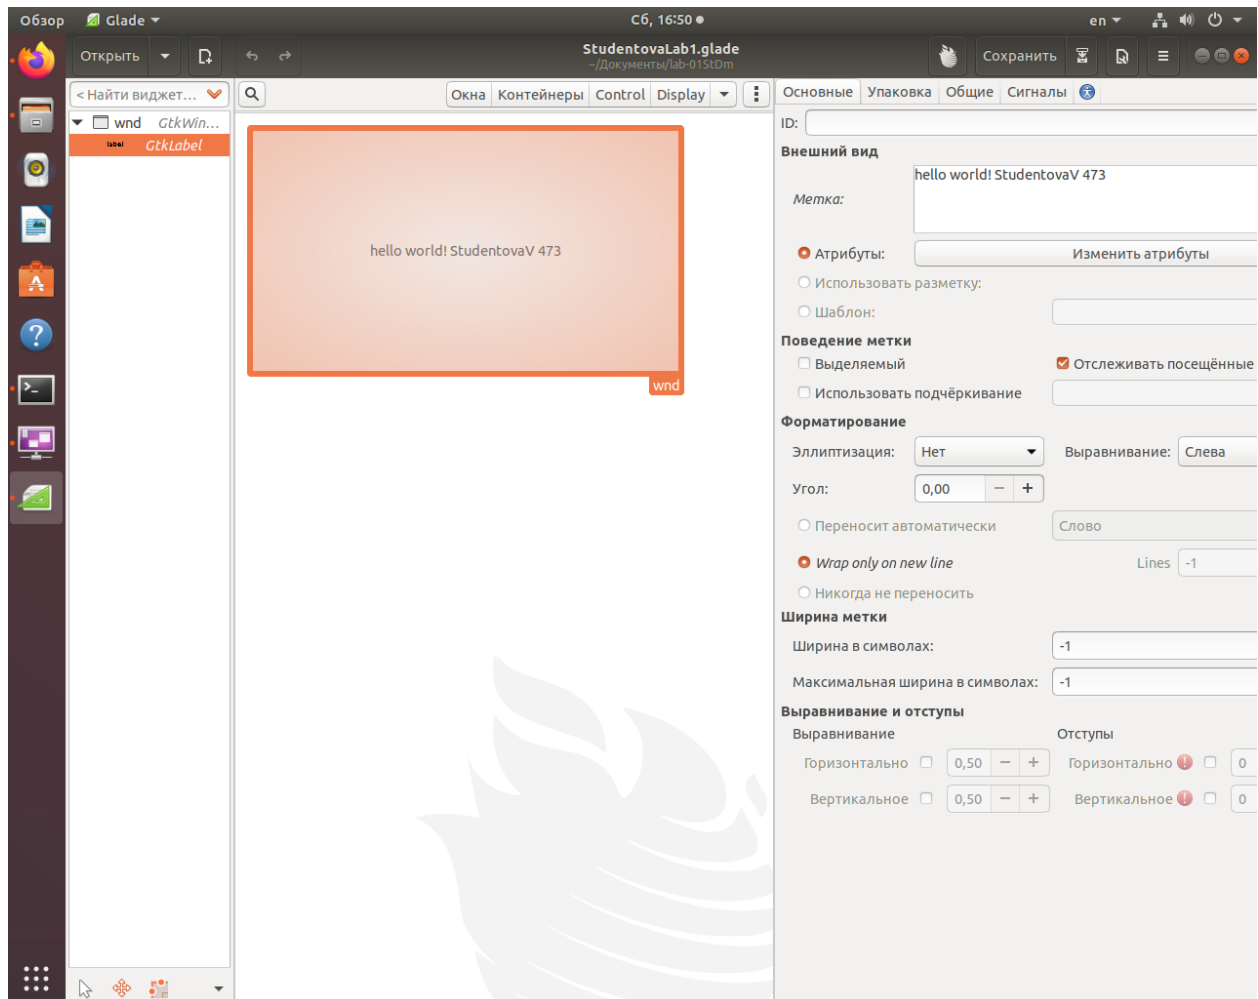 Обзор Glade Сб, 16:50 en
Открыть StudentovaLab1.glade Сохранить
~/Документы/lab-01StDm
< Найти виджет... Окна Контейнеры Control Display Основные Упаковка Общие Сигналы
wnd GtkWin...
label GtkLabel
hello world! StudentovaV 473
wnd
ID:
Внешний вид
Метка: hello world! StudentovaV 473
Атрибуты: Изменить атрибуты
Использовать разметку:
Шаблон:
Поведение метки
Выделяемый Отслеживать посещённые
Использовать подчёркивание
Форматирование
Эллиптизация: Нет Выравнивание: Слева
Угол: 0,00 − +
Переносит автоматически Слово
Wrap only on new line Lines -1
Никогда не переносить
Ширина метки
Ширина в символах: -1
Максимальная ширина в символах: -1
Выравнивание и отступы
Выравнивание Отступы
Горизонтально 0,50 − + Горизонтально 0
Вертикальное 0,50 − + Вертикальное 0